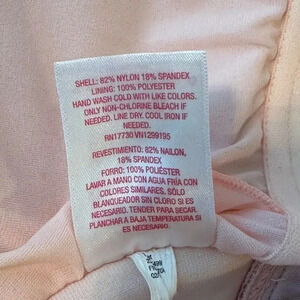 SHELL: 82% NYLON 18% SPANDEX
LINING: 100% POLYESTER
HAND WASH COLD WITH LIKE COLORS.
ONLY NON-CHLORINE BLEACH IF
NEEDED. LINE DRY. COOL IRON IF
NEEDED.
RN17730 VN1299195
REVESTIMIENTO: 82% NAILON,
18% SPANDEX
FORRO: 100% POLIÉSTER
LAVAR A MANO CON AGUA FRÍA CON
COLORES SIMILARES. SÓLO
BLANQUEADOR SIN CLORO SI ES
NECESARIO. TENDER PARA SECAR.
PLANCHAR A BAJA TEMPERATURA SI
ES NECESARIO.